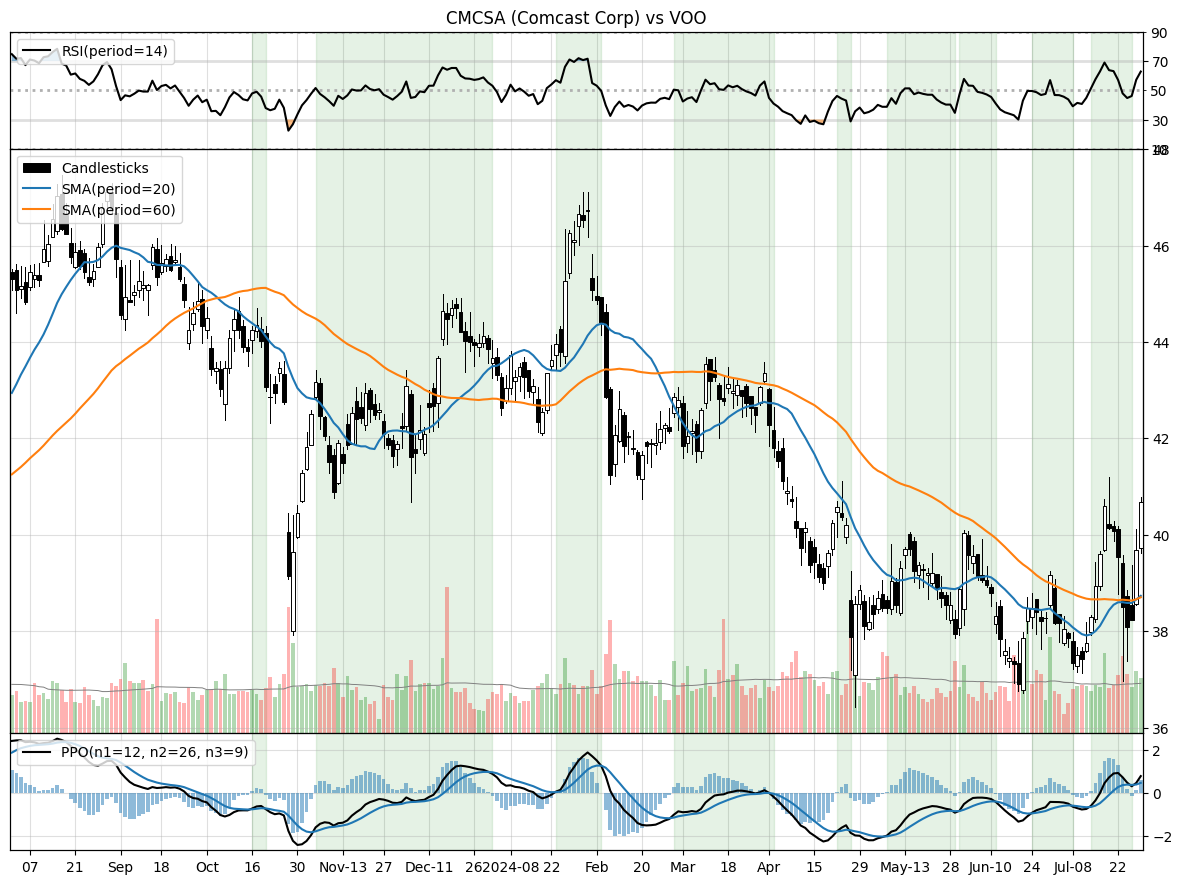 CMCSA (Comcast Corp) vs VOO
RSI(period=14)
90
70
50
30
Candlesticks
SMA(period=20)
SMA(period=60)
46
44
42
40
38
36
PPO(n1=12, n2=26, n3=9)
2
0
−2
07 21 Sep 18 Oct 16 30 Nov-13 27 Dec-11 26 2024-08 22 Feb 20 Mar 18 Apr 15 29 May-13 28 Jun-10 24 Jul-08 22